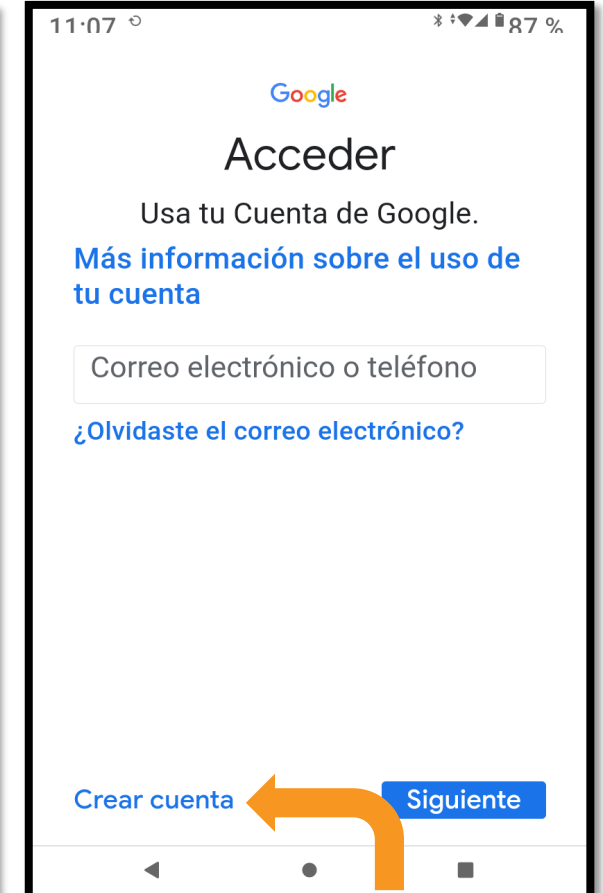 11:07
87 %
Google
Acceder
Usa tu Cuenta de Google.
Más información sobre el uso de
tu cuenta
Correo electrónico o teléfono
¿Olvidaste el correo electrónico?
Crear cuenta
Siguiente